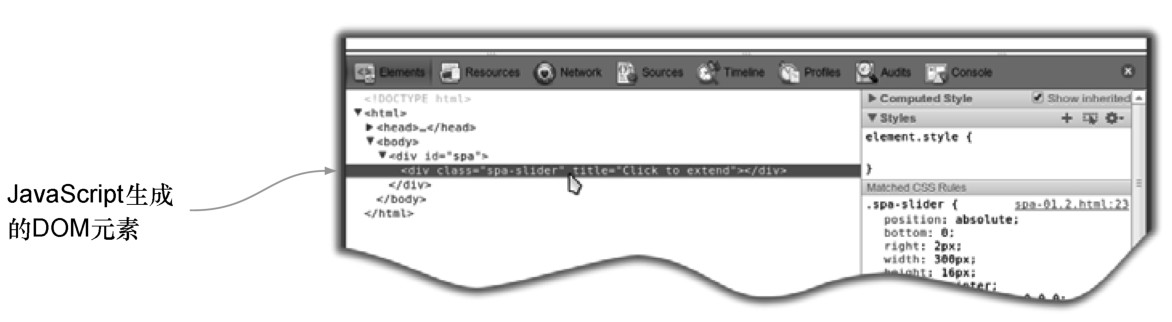 Elements Resources Network Sources Timeline Profiles Audits Console
<!DOCTYPE html>
▼<html>
▶<head>…</head>
▼<body>
▼<div id="spa">
<div class="spa-slider" title="Click to extend"></div>
</div>
</body>
</html>
JavaScript生成
的DOM元素
▶ Computed Style Show inherited
▼ Styles
element.style {
}
Matched CSS Rules
.spa-slider { spa-01.2.html:23
position: absolute;
bottom: 0;
right: 2px;
width: 300px;
height: 16px;